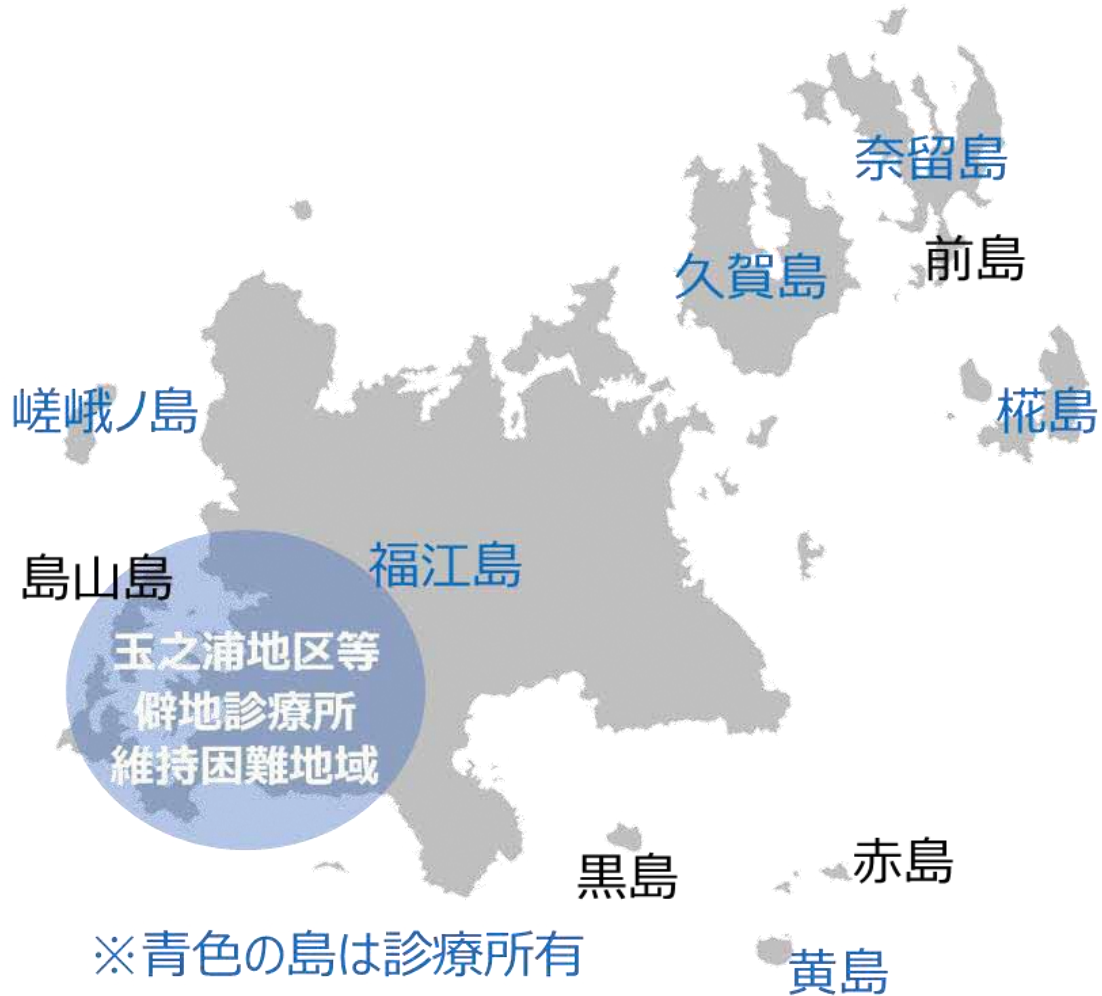 奈留島
前島
久賀島
嵯峨ノ島
椛島
福江島
島山島
玉之浦地区等
僻地診療所
維持困難地域
黒島
赤島
黄島
※青色の島は診療所有